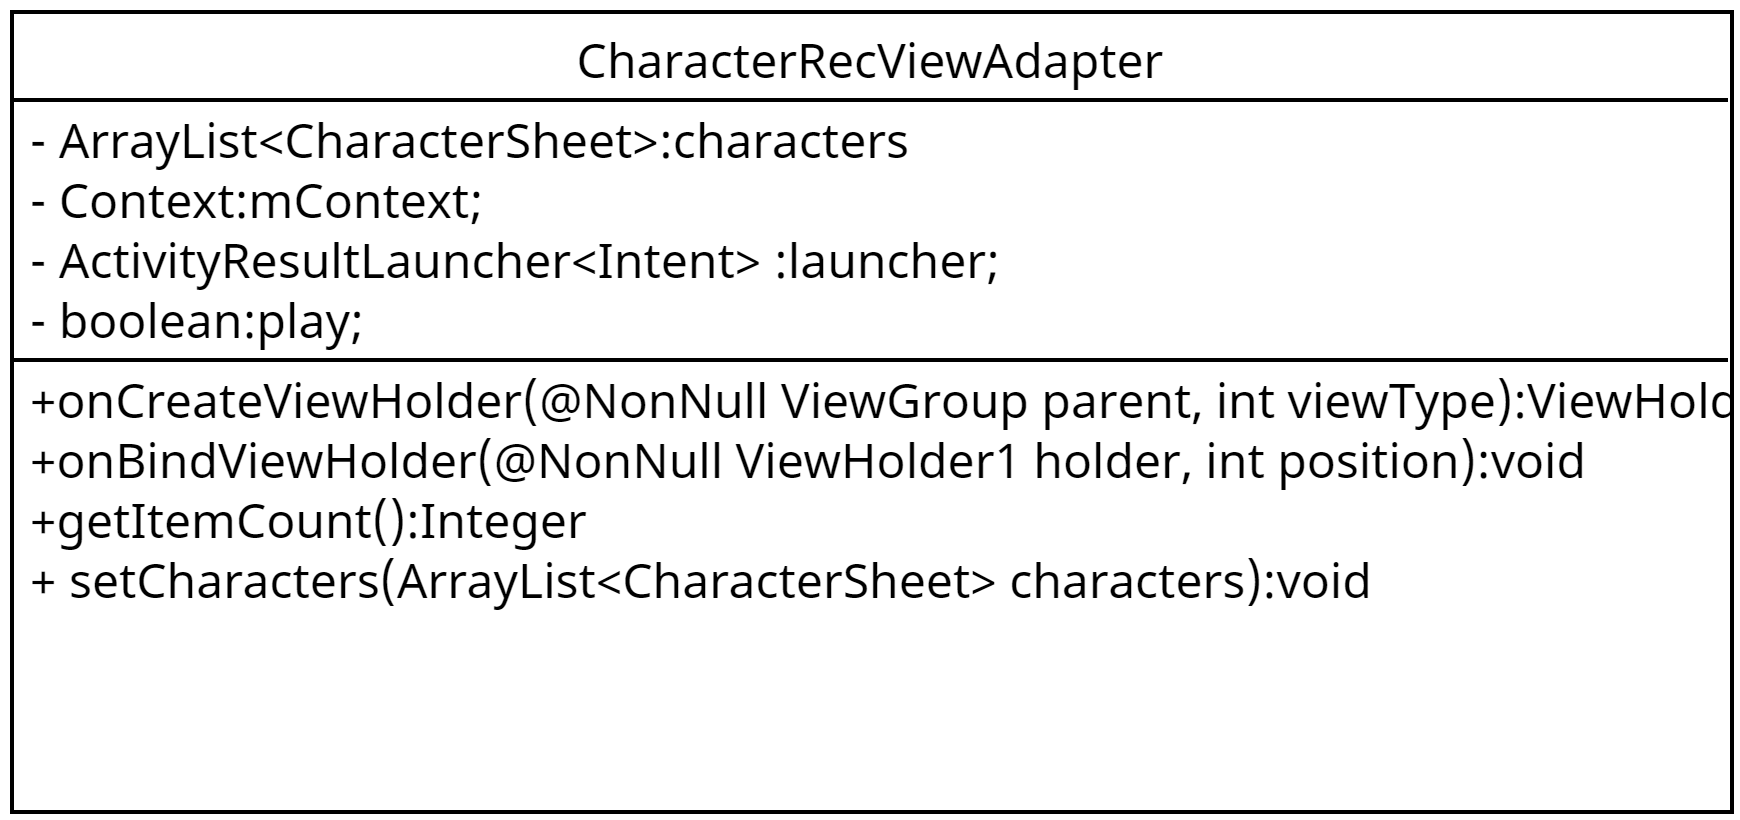 CharacterRecViewAdapter
- ArrayList<CharacterSheet>:characters
- Context:mContext;
- ActivityResultLauncher<Intent> :launcher;
- boolean:play;
+onCreateViewHolder(@NonNull ViewGroup parent, int viewType):ViewHold
+onBindViewHolder(@NonNull ViewHolder1 holder, int position):void
+getItemCount():Integer
+ setCharacters(ArrayList<CharacterSheet> characters):void